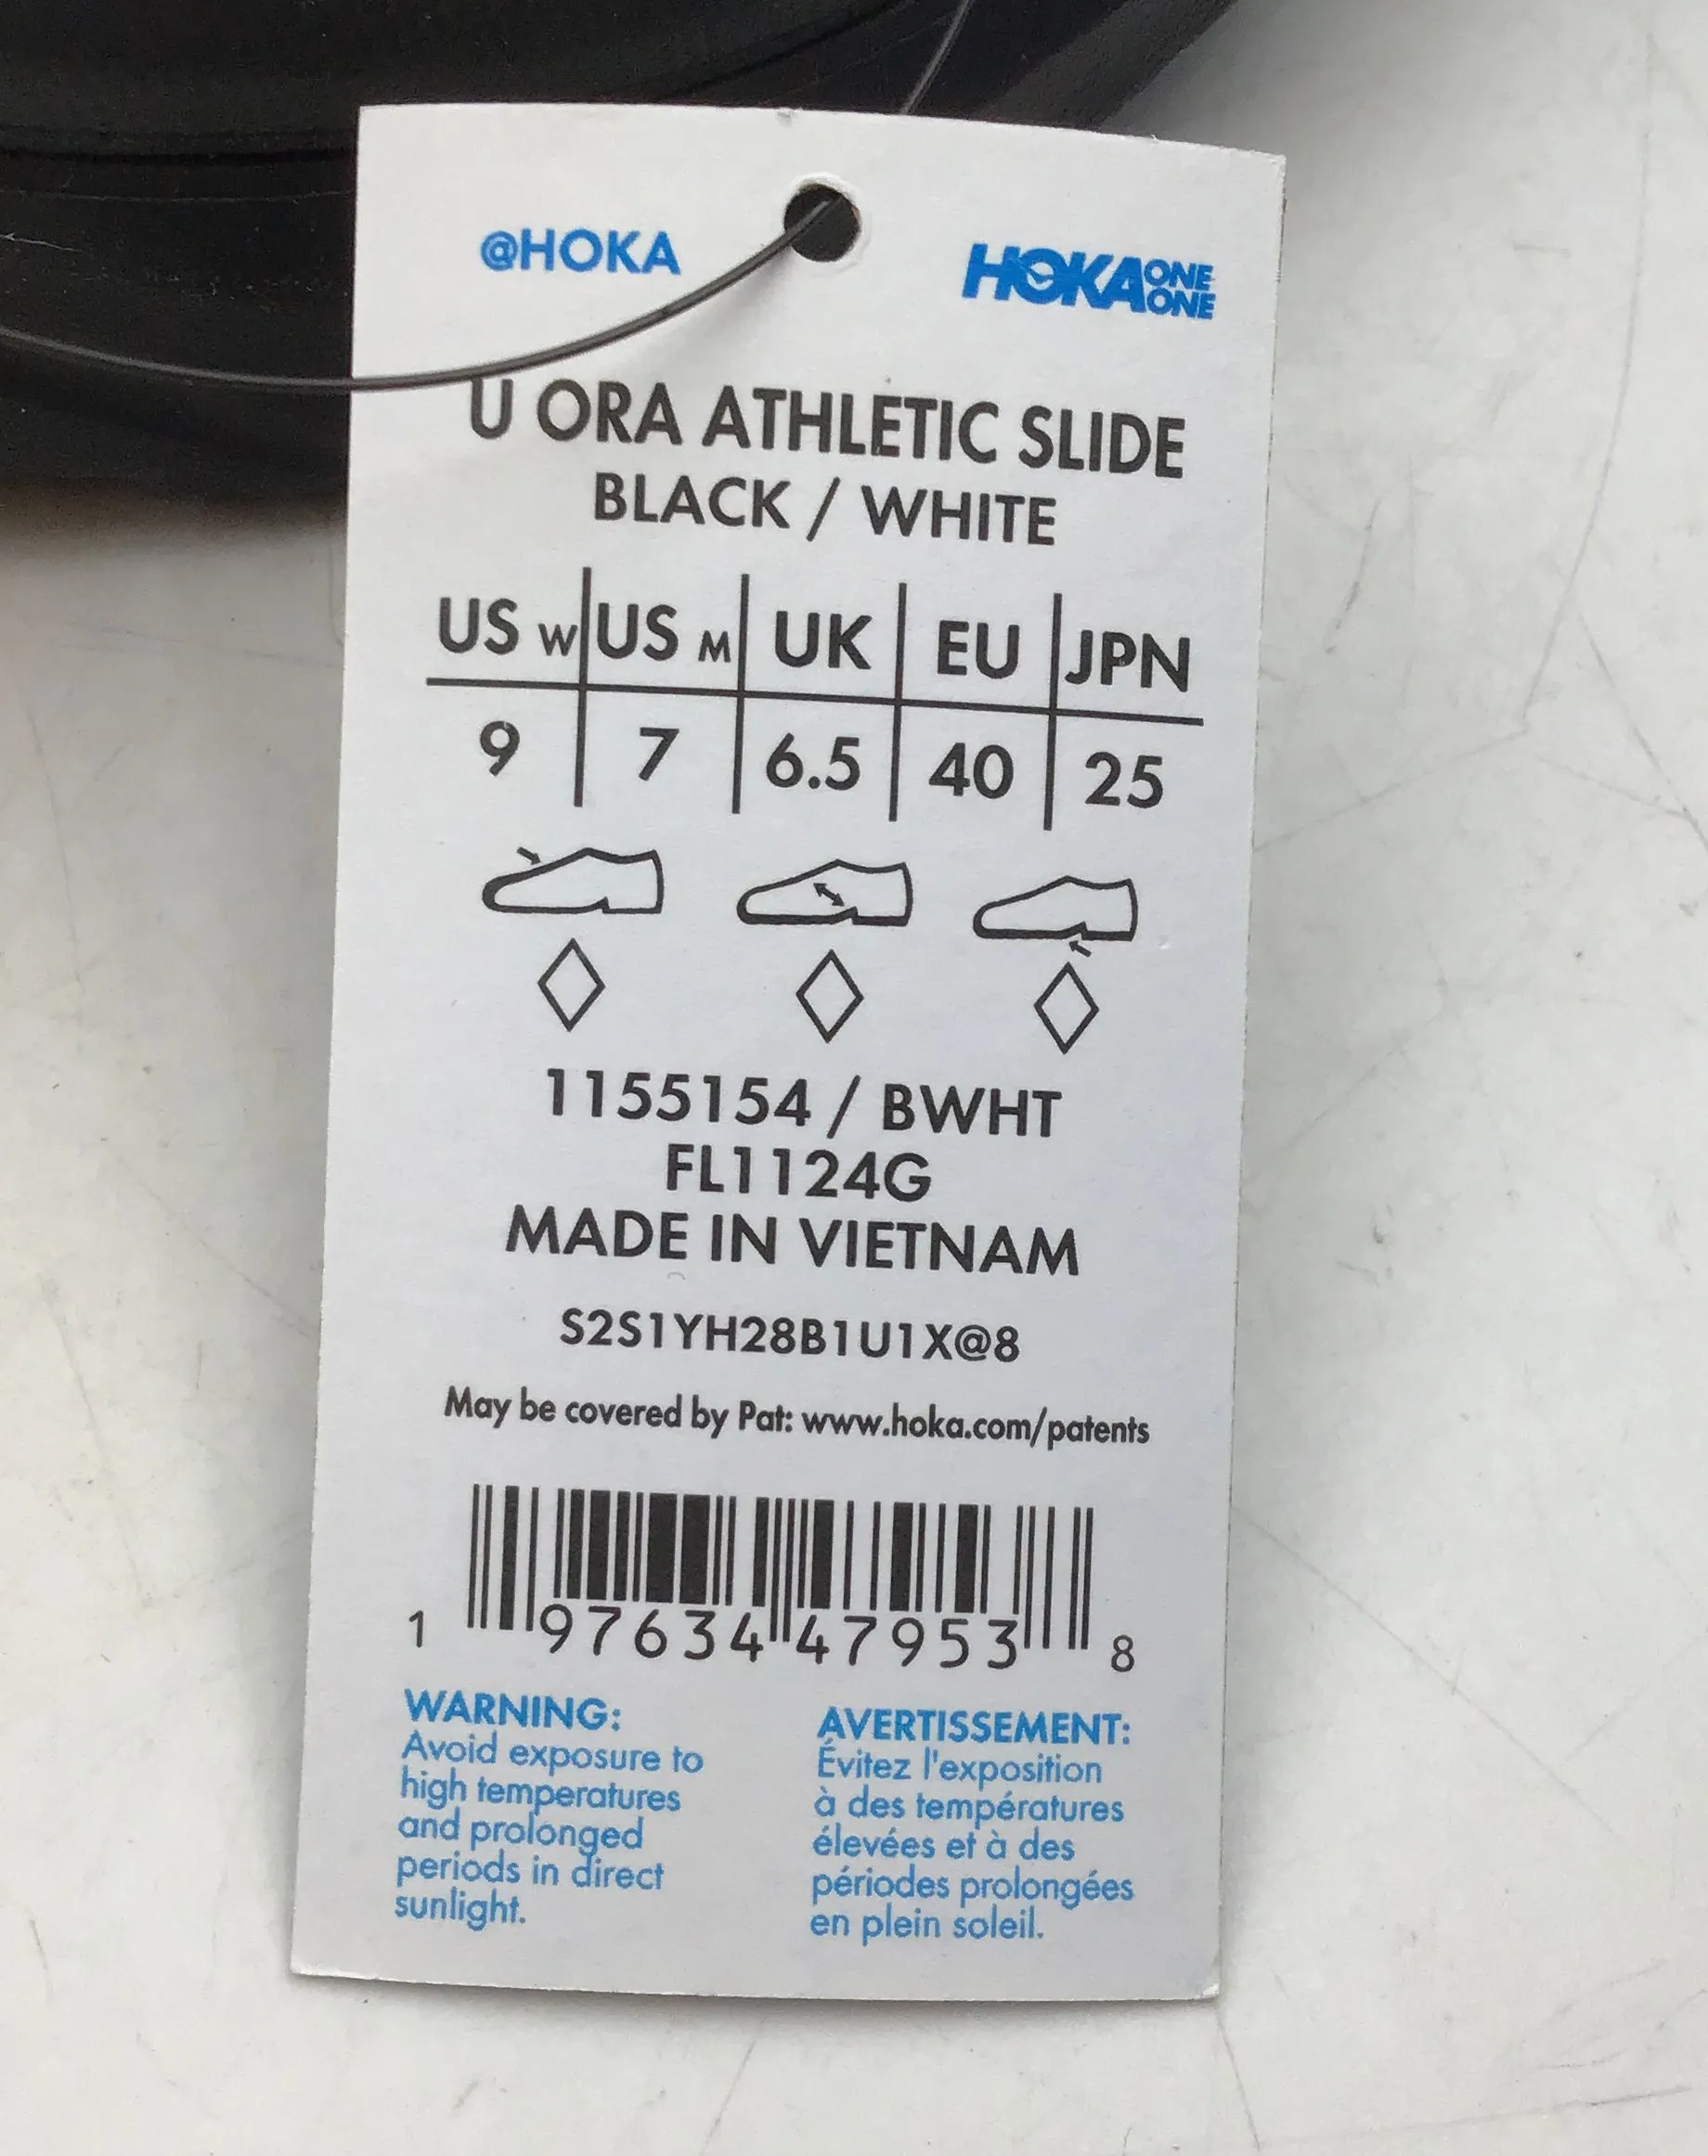 @HOKA
HOKA ONE ONE
U ORA ATHLETIC SLIDE
BLACK / WHITE
US W US M UK EU JPN
9 7 6.5 40 25
1155154 / BWHT
FL1124G
MADE IN VIETNAM
S2S1YH28B1U1X@8
May be covered by Pat: www.hoka.com/patents
1 97634 47953 8
WARNING:
Avoid exposure to
high temperatures
and prolonged
periods in direct
sunlight.
AVERTISSEMENT:
Évitez l'exposition
à des températures
élevées et à des
périodes prolongées
en plein soleil.